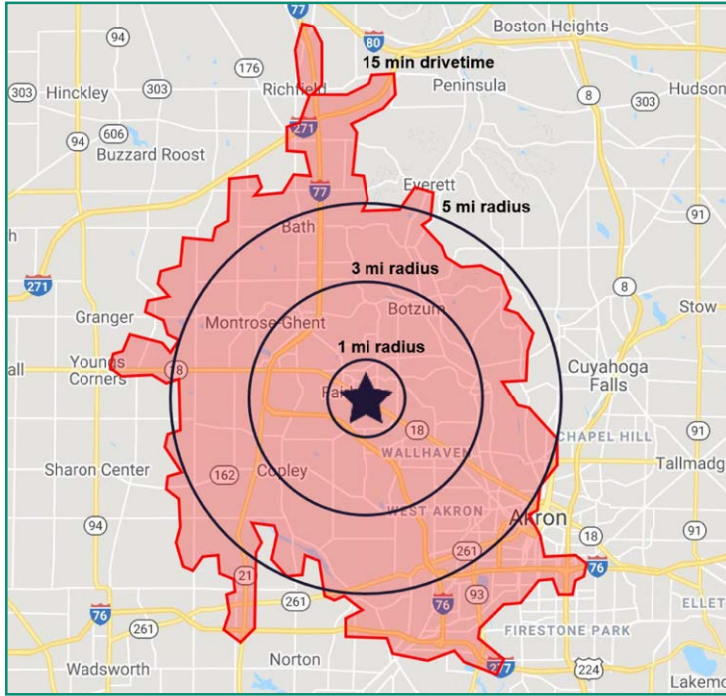 77
94
80
Boston Heights
15 min drivetime
176
303
Hinckley
303
Richfield
Peninsula
8
303
Hudson
94
606
271
Buzzard Roost
77
Everett
5 mi radius
91
Bath
h
271
3 mi radius
8
Granger
Botzum
Stow
Montrose-Ghent
1 mi radius
all
Youngs
Corners
18
Cuyahoga
Falls
18
CHAPEL HILL
91
WALLHAVEN
Sharon Center
162
Copley
Tallmadg
WEST AKRON
94
Akron
91
18
261
76
21
76
76
261
93
261
ELLET
FIRESTONE PARK
Norton
Wadsworth
277
224
Lakemo